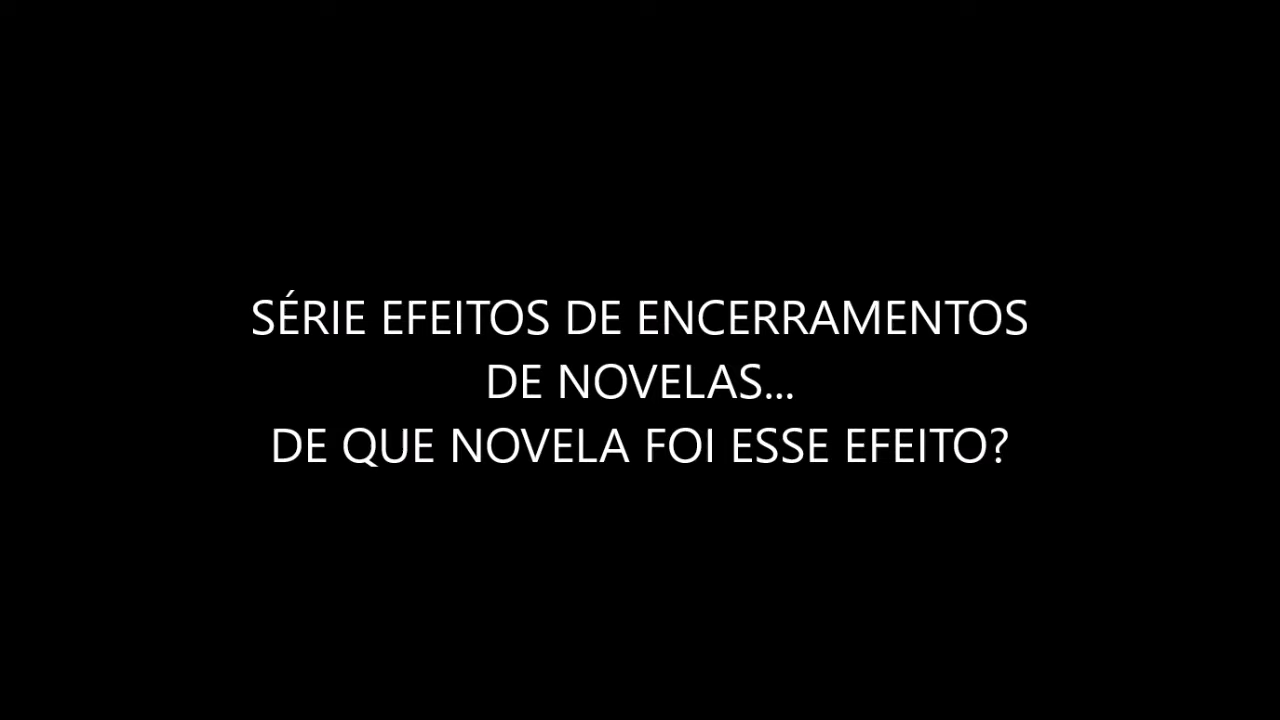 SÉRIE EFEITOS DE ENCERRAMENTOS
DE NOVELAS...
DE QUE NOVELA FOI ESSE EFEITO?